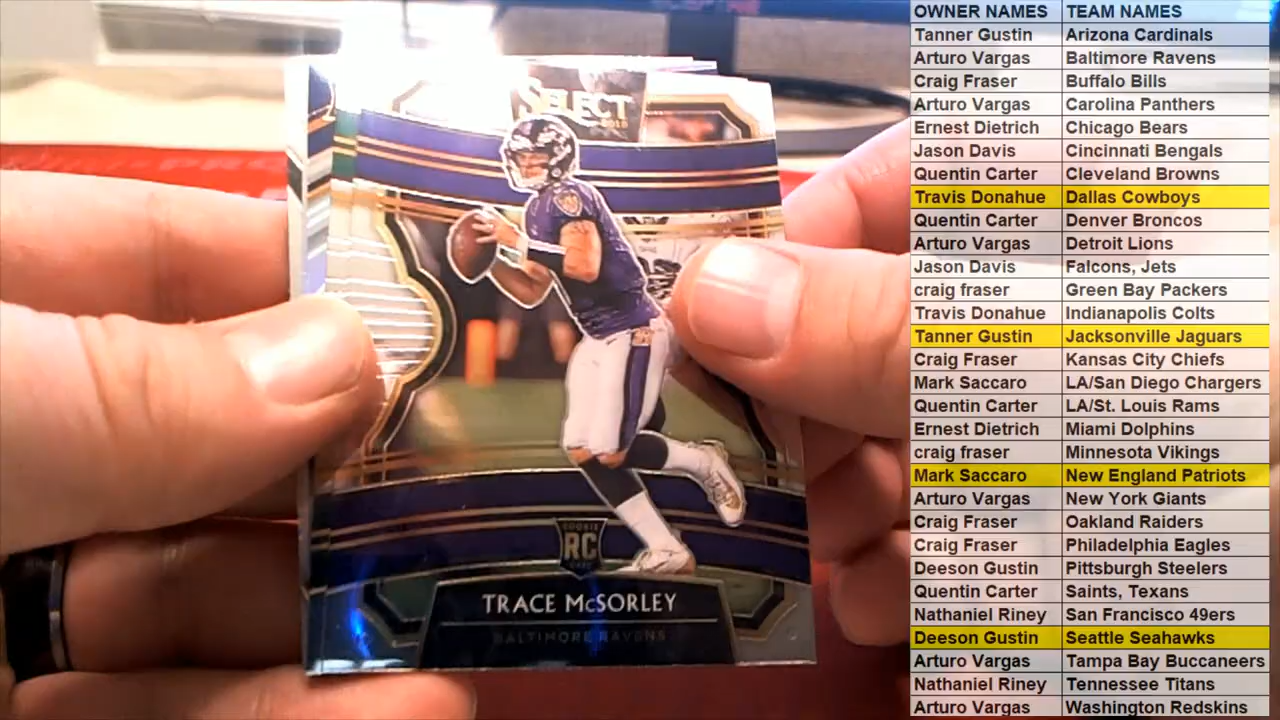 SELECT
2019
ROOKIE
RC
CARD
TRACE McSORLEY
BALTIMORE RAVENS
OWNER NAMES TEAM NAMES
Tanner Gustin Arizona Cardinals
Arturo Vargas Baltimore Ravens
Craig Fraser Buffalo Bills
Arturo Vargas Carolina Panthers
Ernest Dietrich Chicago Bears
Jason Davis Cincinnati Bengals
Quentin Carter Cleveland Browns
Travis Donahue Dallas Cowboys
Quentin Carter Denver Broncos
Arturo Vargas Detroit Lions
Jason Davis Falcons, Jets
craig fraser Green Bay Packers
Travis Donahue Indianapolis Colts
Tanner Gustin Jacksonville Jaguars
Craig Fraser Kansas City Chiefs
Mark Saccaro LA/San Diego Chargers
Quentin Carter LA/St. Louis Rams
Ernest Dietrich Miami Dolphins
craig fraser Minnesota Vikings
Mark Saccaro New England Patriots
Arturo Vargas New York Giants
Craig Fraser Oakland Raiders
Craig Fraser Philadelphia Eagles
Deeson Gustin Pittsburgh Steelers
Quentin Carter Saints, Texans
Nathaniel Riney San Francisco 49ers
Deeson Gustin Seattle Seahawks
Arturo Vargas Tampa Bay Buccaneers
Nathaniel Riney Tennessee Titans
Arturo Vargas Washington Redskins